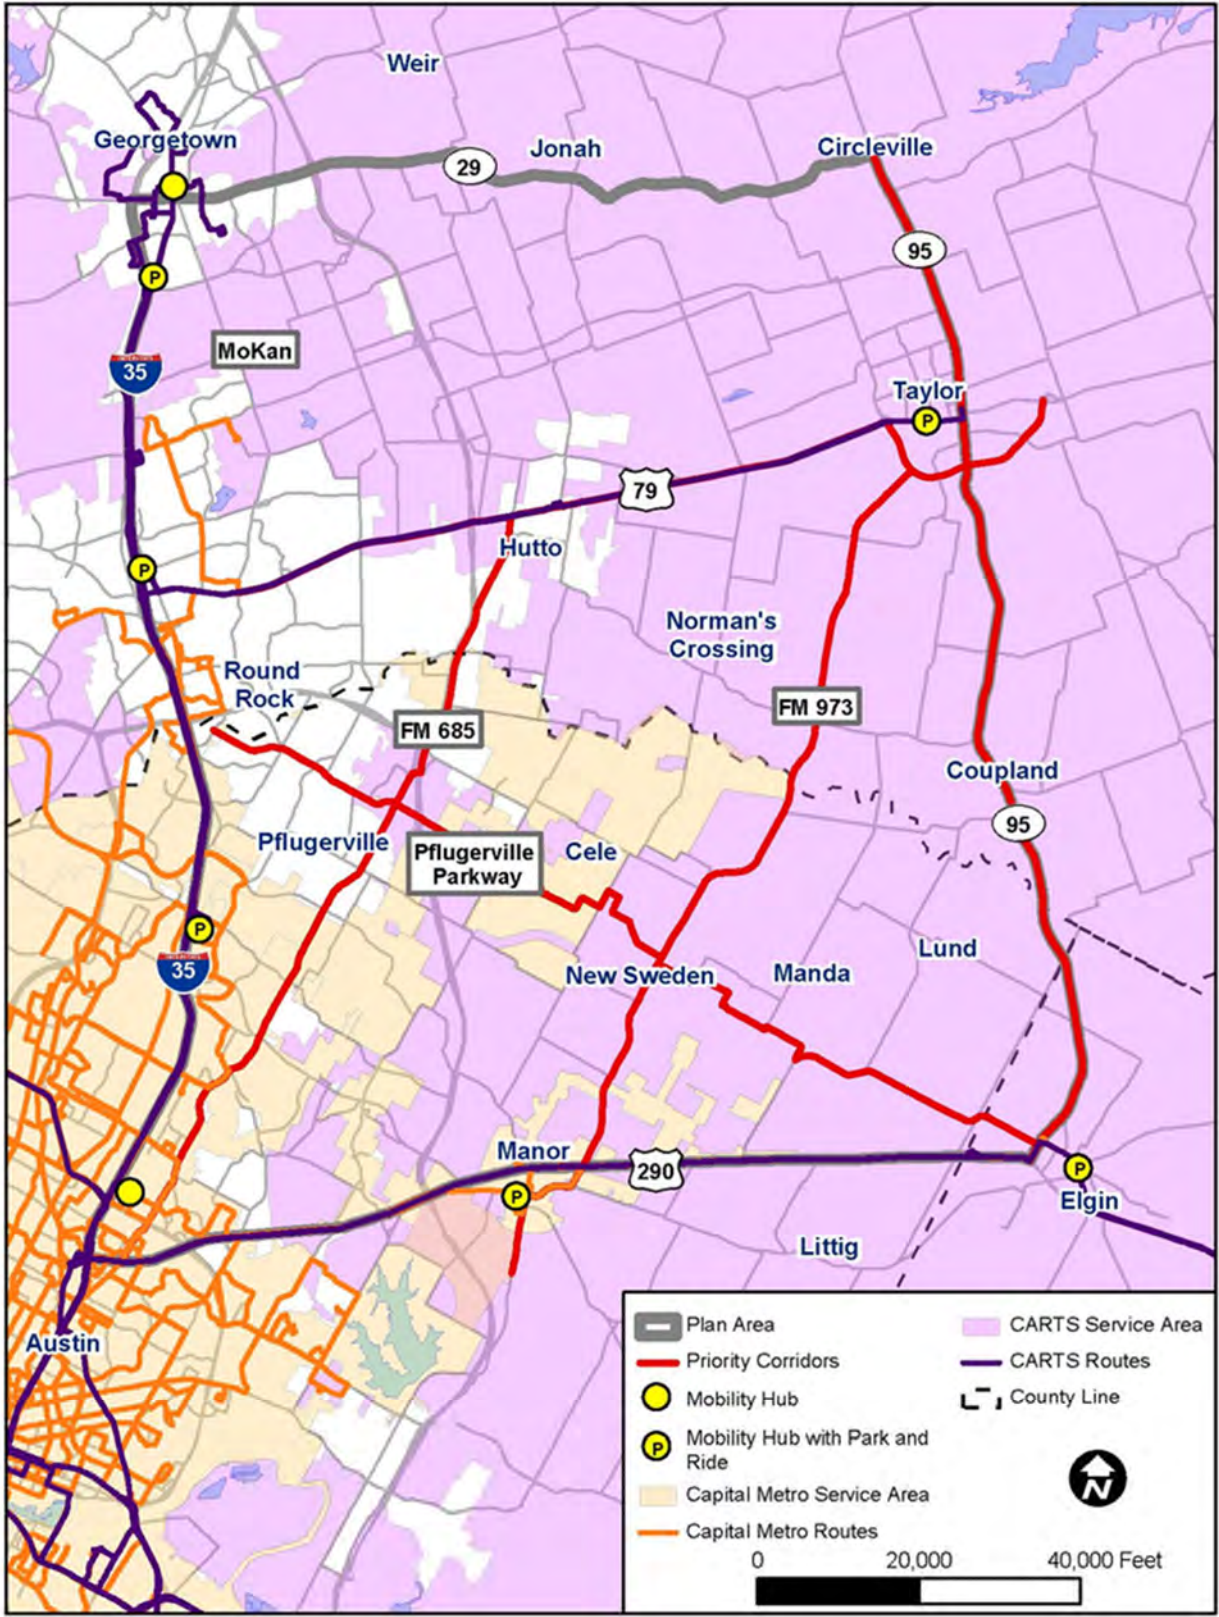 Weir
Georgetown
29
Jonah
Circleville
95
P
INTERSTATE
35
MoKan
Taylor
P
79
P
Hutto
Norman's
Crossing
Round
Rock
FM 685
FM 973
Coupland
95
Pflugerville
Pflugerville
Parkway
Cele
P
INTERSTATE
35
New Sweden
Manda
Lund
Manor
290
P
P
Elgin
Littig
Austin
Plan Area
Priority Corridors
Mobility Hub
P
Mobility Hub with Park and
Ride
Capital Metro Service Area
Capital Metro Routes
CARTS Service Area
CARTS Routes
County Line
N
0 20,000 40,000 Feet